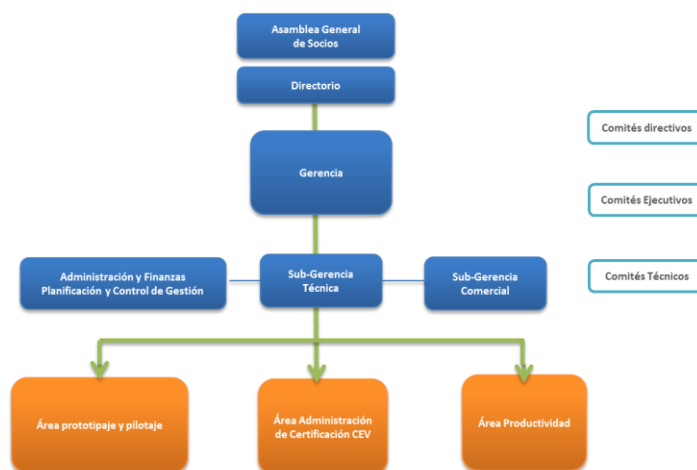 Asamblea General
de Socios
Directorio
Gerencia
Administración y Finanzas
Planificación y Control de Gestión
Sub-Gerencia
Técnica
Sub-Gerencia
Comercial
Área prototipaje y pilotaje
Área Administración
de Certificación CEV
Área Productividad
Comités directivos
Comités Ejecutivos
Comités Técnicos